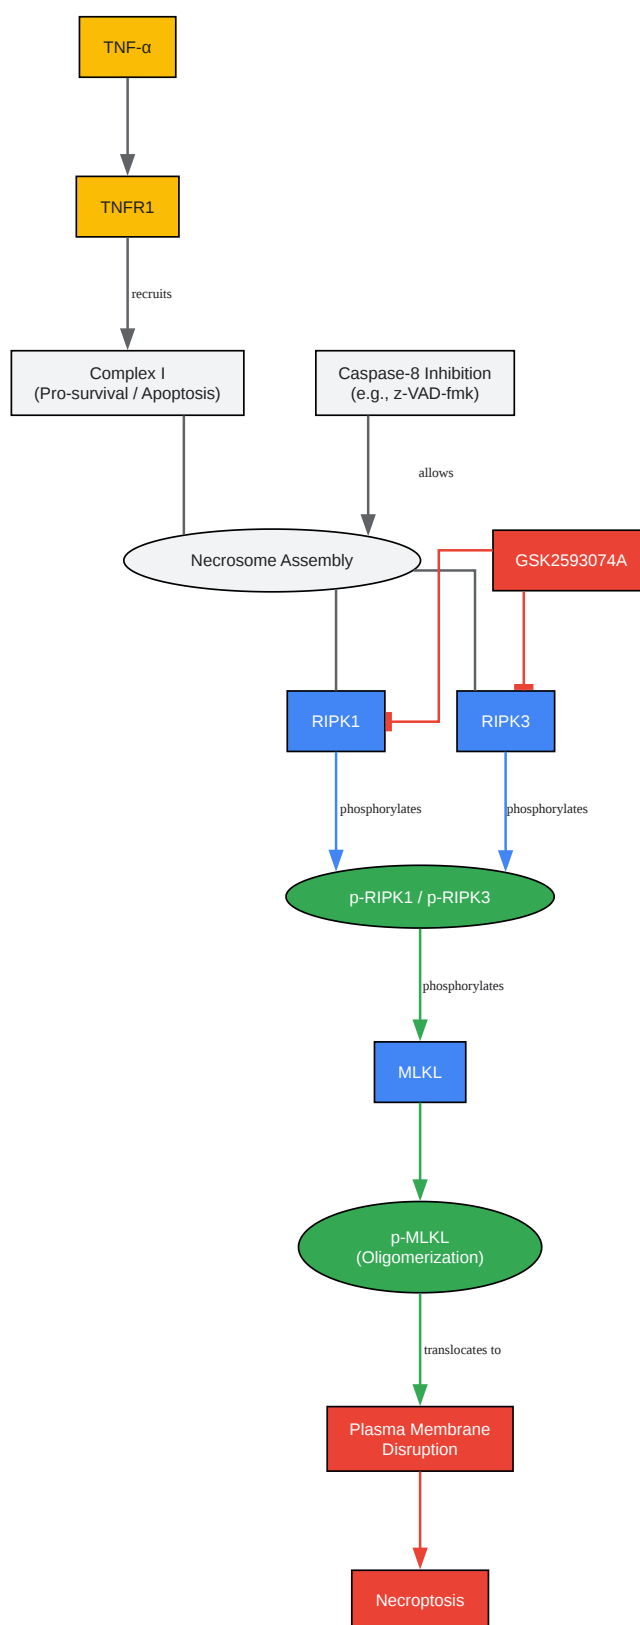 TNF-α
TNFR1
recruits
Complex I
(Pro-survival / Apoptosis)
Caspase-8 Inhibition
(e.g., z-VAD-fmk)
allows
Necrosome Assembly
GSK2593074A
RIPK1
RIPK3
phosphorylates
phosphorylates
p-RIPK1 / p-RIPK3
phosphorylates
MLKL
p-MLKL
(Oligomerization)
translocates to
Plasma Membrane
Disruption
Necroptosis